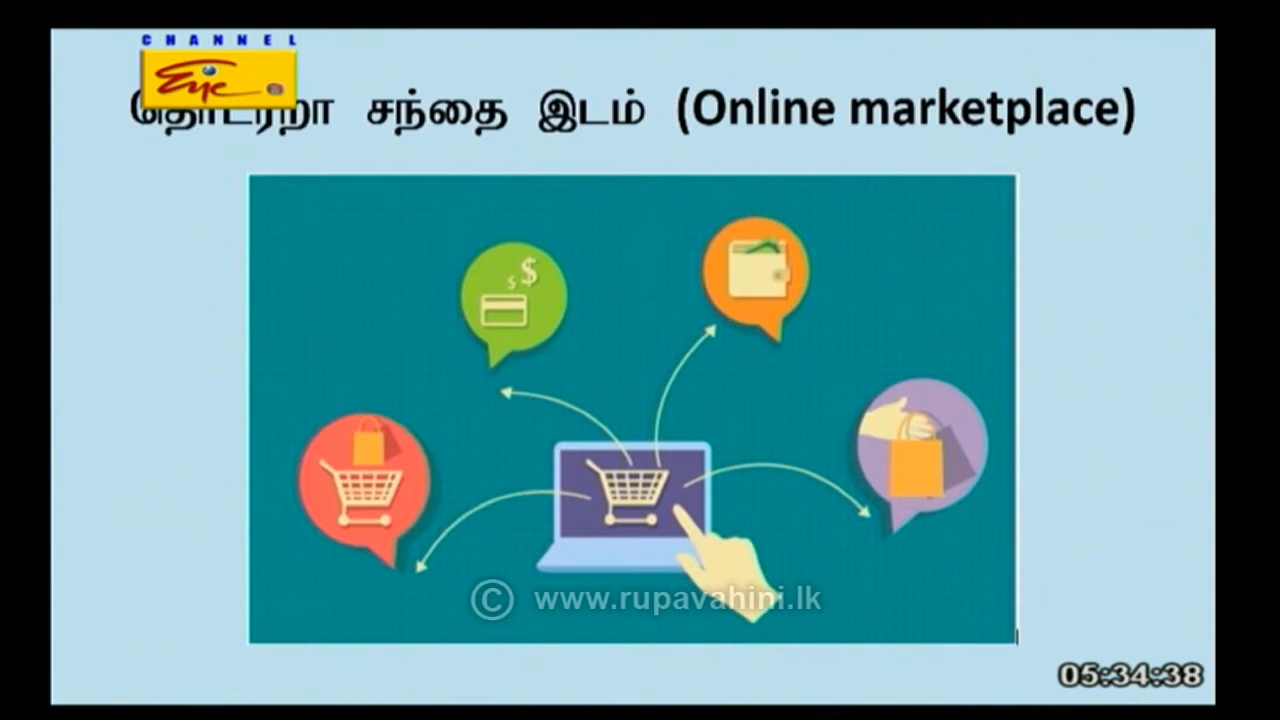 CHANNEL
Eye
சந்தை இடம் (Online marketplace)
$ $
© www.rupavahini.lk
05:34:38